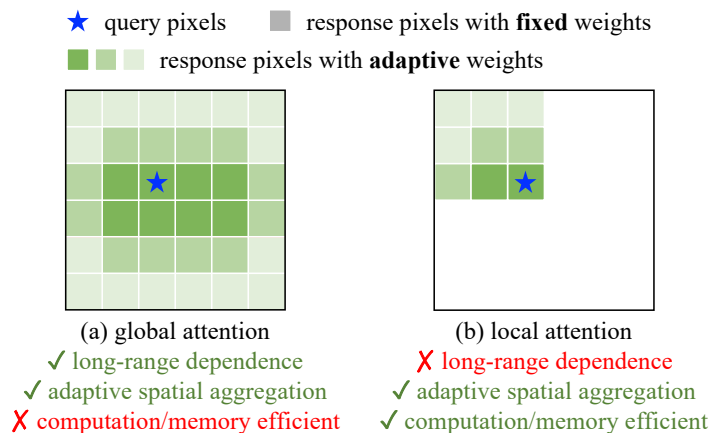 query pixels response pixels with fixed weights
response pixels with adaptive weights
(a) global attention
✓ long-range dependence
✓ adaptive spatial aggregation
✗ computation/memory efficient
(b) local attention
✗ long-range dependence
✓ adaptive spatial aggregation
✓ computation/memory efficient